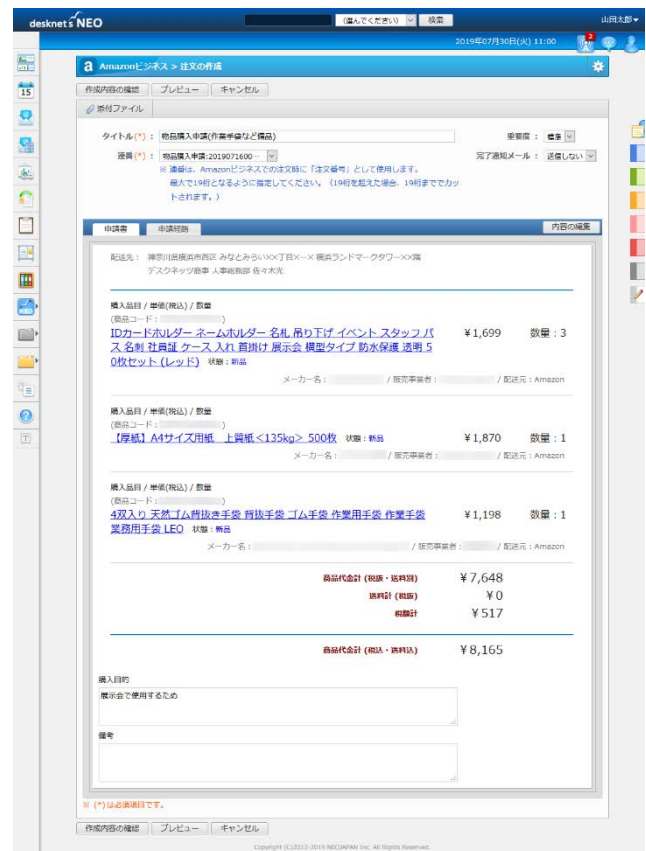 desknet's NEO
(選んでください) 検索 山田太郎
2019年07月30日(火) 11:00 2
a Amazonビジネス > 注文の作成
15
作成内容の確認 プレビュー キャンセル
添付ファイル
タイトル(*) : 物品購入申請(作業手袋など備品) 重要度 : 標準
連番(*) : 物品購入申請:2019071600… 完了通知メール : 送信しない
※ 連番は、Amazonビジネスでの注文時に「注文番号」として使用します。
最大で19桁となるように指定してください。(19桁を超えた場合、19桁まででカッ
トされます。)
申請書 申請経路 内容の編集
配送先: 神奈川県横浜市西区 みなとみらい××丁目×−× 横浜ランドマークタワー××階
デスクネッツ商事 人事総務部 佐々木光
購入品目 / 単価(税込) / 数量
(商品コード: )
IDカードホルダー ネームホルダー 名札 吊り下げ イベント スタッフ パ
ス 名刺 社員証 ケース 入れ 首掛け 展示会 横型タイプ 防水保護 透明 5
0枚セット (レッド) 状態:新品
¥1,699 数量:3
メーカー名: / 販売事業者: / 配送元:Amazon
購入品目 / 単価(税込) / 数量
(商品コード: )
【厚紙】A4サイズ用紙 上質紙<135kg> 500枚 状態:新品 ¥1,870 数量:1
メーカー名: / 販売事業者: / 配送元:Amazon
購入品目 / 単価(税込) / 数量
(商品コード: )
4双入り 天然ゴム背抜き手袋 背抜手袋 ゴム手袋 作業用手袋 作業手袋
業務用手袋 LEO 状態:新品
¥1,198 数量:1
メーカー名: / 販売事業者: / 配送元:Amazon
商品代金計 (税抜・送料別) ¥7,648
送料計 (税抜) ¥0
税額計 ¥517
商品代金計 (税込・送料込) ¥8,165
購入目的
展示会で使用するため
備考
※ (*)は必須項目です。
作成内容の確認 プレビュー キャンセル
Copyright (C)2012-2019 NEOJAPAN Inc. All Rights Reserved.